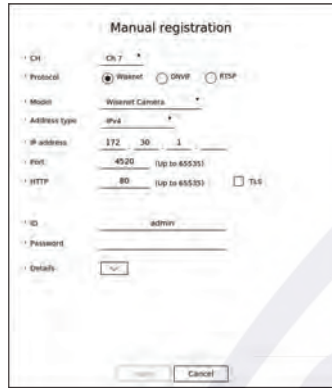 Manual registration
CH Ch 7
Protocol Wisenet ONVIF RTSP
Model Wisenet Camera
Address type IPv4
IP address 172 . 30 . 1 .
Port 4520 (Up to 65535)
HTTP 80 (Up to 65535) TLS
ID admin
Password
Details
Cancel